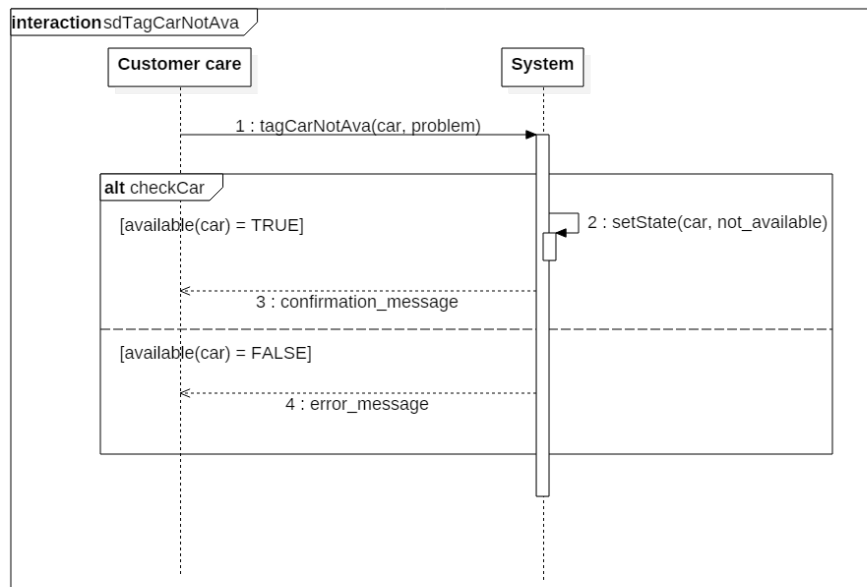 interaction sdTagCarNotAva
Customer care
System
1 : tagCarNotAva(car, problem)
alt checkCar
[available(car) = TRUE]
2 : setState(car, not_available)
3 : confirmation_message
[available(car) = FALSE]
4 : error_message